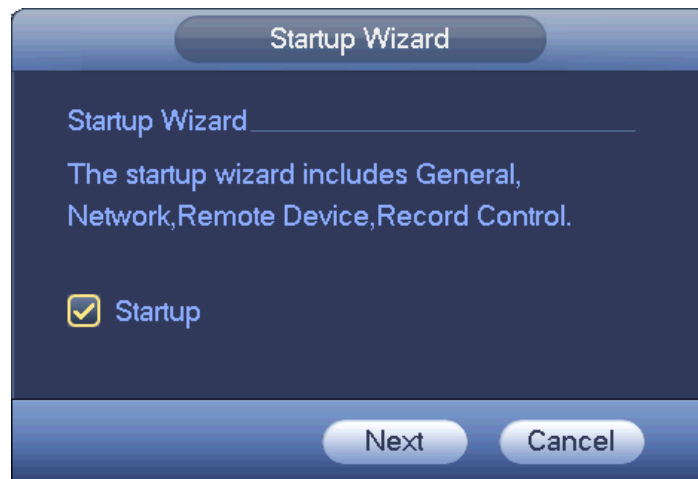 Startup Wizard
Startup Wizard
The startup wizard includes General,
Network,Remote Device,Record Control.
Startup
Next Cancel